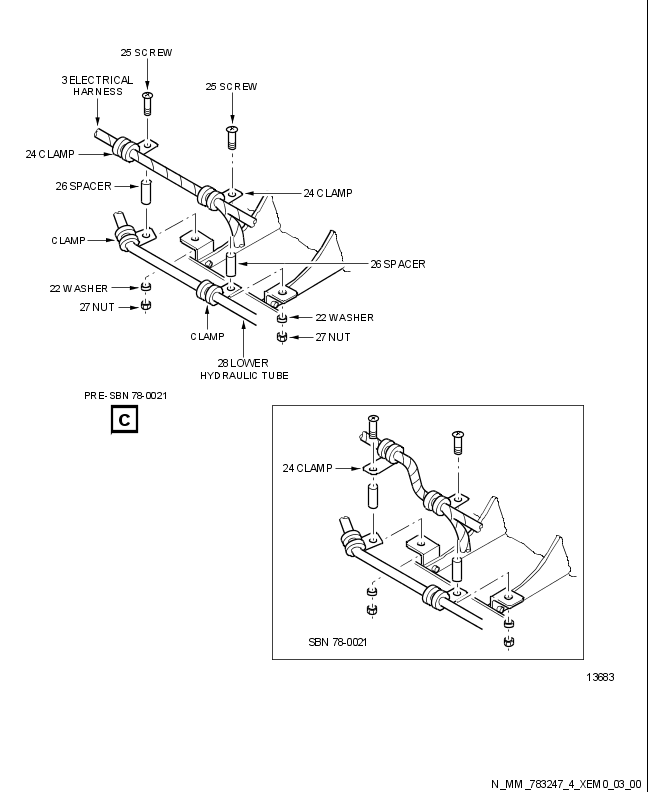 25 SCREW
3 ELECTRICAL
HARNESS
25 SCREW
24 CLAMP
26 SPACER
24 CLAMP
CLAMP
26 SPACER
22 WASHER
27 NUT
22 WASHER
CLAMP
27 NUT
28 LOWER
HYDRAULIC TUBE
PRE-SBN 78-0021
C
24 CLAMP
SBN 78-0021
13683
N_MM_783247_4_XEM0_03_00